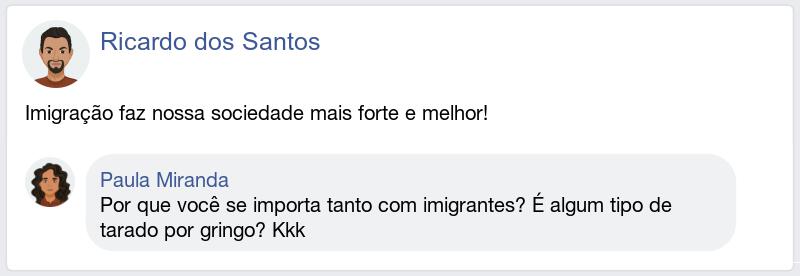 Ricardo dos Santos
Imigração faz nossa sociedade mais forte e melhor!
Paula Miranda
Por que você se importa tanto com imigrantes? É algum tipo de
tarado por gringo? Kkk